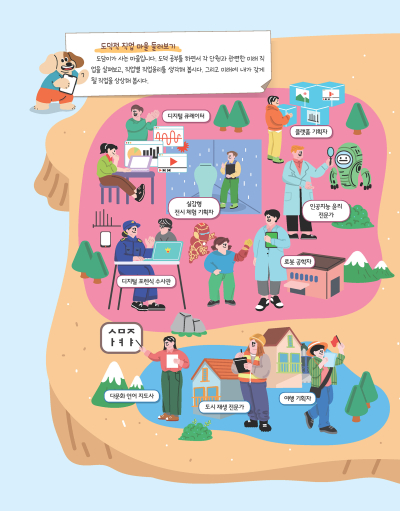 도덕적 직업 마을 둘러보기
도덕이가 사는 마을입니다. 도덕 공부를 하면서 각 단원과 관련한 미래 직
업을 살펴보고, 직업별 직업윤리를 생각해 봅시다. 그리고 미래에 내가 갖게
될 직업도 상상해 봅시다.
디지털 큐레이터
플랫폼 기획자
실감형
전시 체험 기획자
인공지능 윤리
전문가
로봇 공학자
디지털 포렌식 수사관
ㅅㅁㅈ
ㅏㅕㅑ
다문화 언어 지도사
도시 재생 전문가
여행 기획자